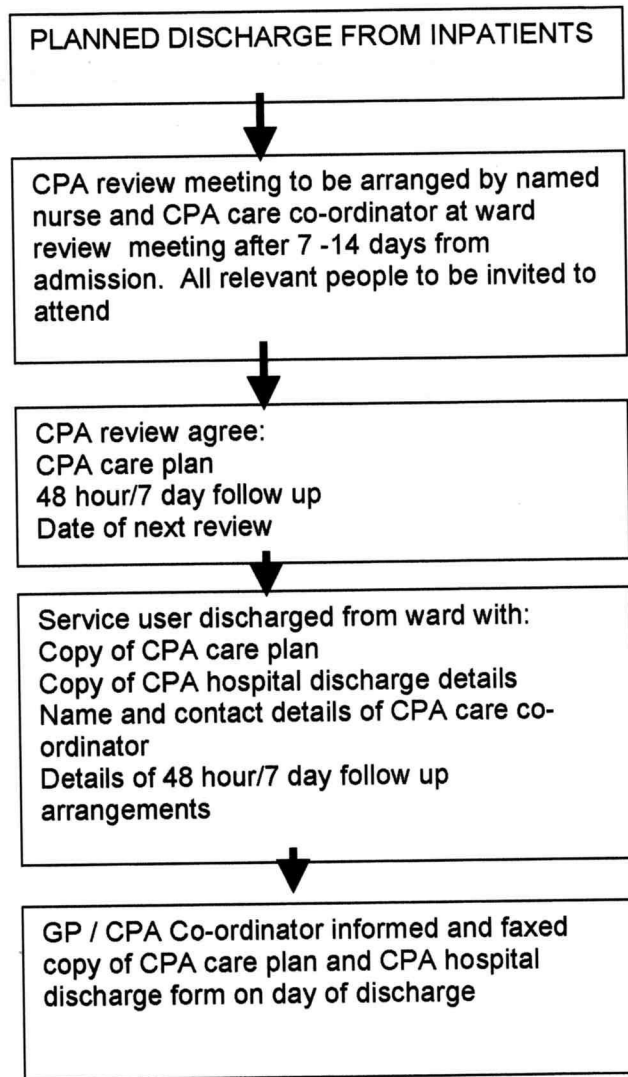 PLANNED DISCHARGE FROM INPATIENTS
CPA review meeting to be arranged by named
nurse and CPA care co-ordinator at ward
review meeting after 7 -14 days from
admission. All relevant people to be invited to
attend
CPA review agree:
CPA care plan
48 hour/7 day follow up
Date of next review
Service user discharged from ward with:
Copy of CPA care plan
Copy of CPA hospital discharge details
Name and contact details of CPA care co-
ordinator
Details of 48 hour/7 day follow up
arrangements
GP / CPA Co-ordinator informed and faxed
copy of CPA care plan and CPA hospital
discharge form on day of discharge